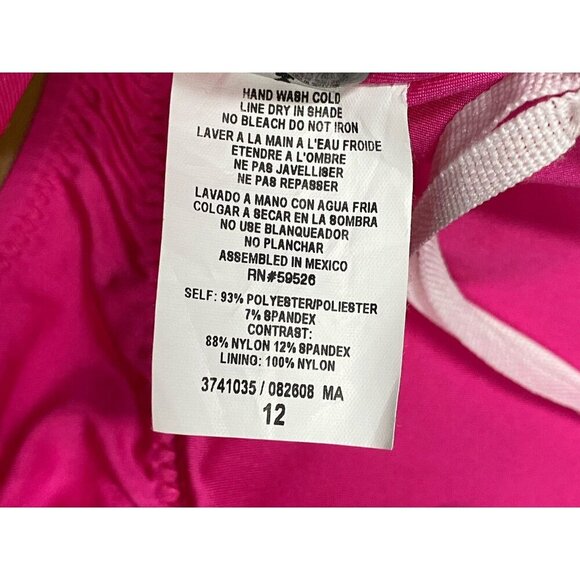 HAND WASH COLD
LINE DRY IN SHADE
NO BLEACH DO NOT IRON
LAVER A LA MAIN A L'EAU FROIDE
ETENDRE A L'OMBRE
NE PAS JAVELLISER
NE PAS REPASSER
LAVADO A MANO CON AGUA FRIA
COLGAR A SECAR EN LA SOMBRA
NO USE BLANQUEADOR
NO PLANCHAR
ASSEMBLED IN MEXICO
RN#59526
SELF: 93% POLYESTER/POLIESTER
7% SPANDEX
CONTRAST:
88% NYLON 12% SPANDEX
LINING: 100% NYLON
3741035 / 082608 MA
12